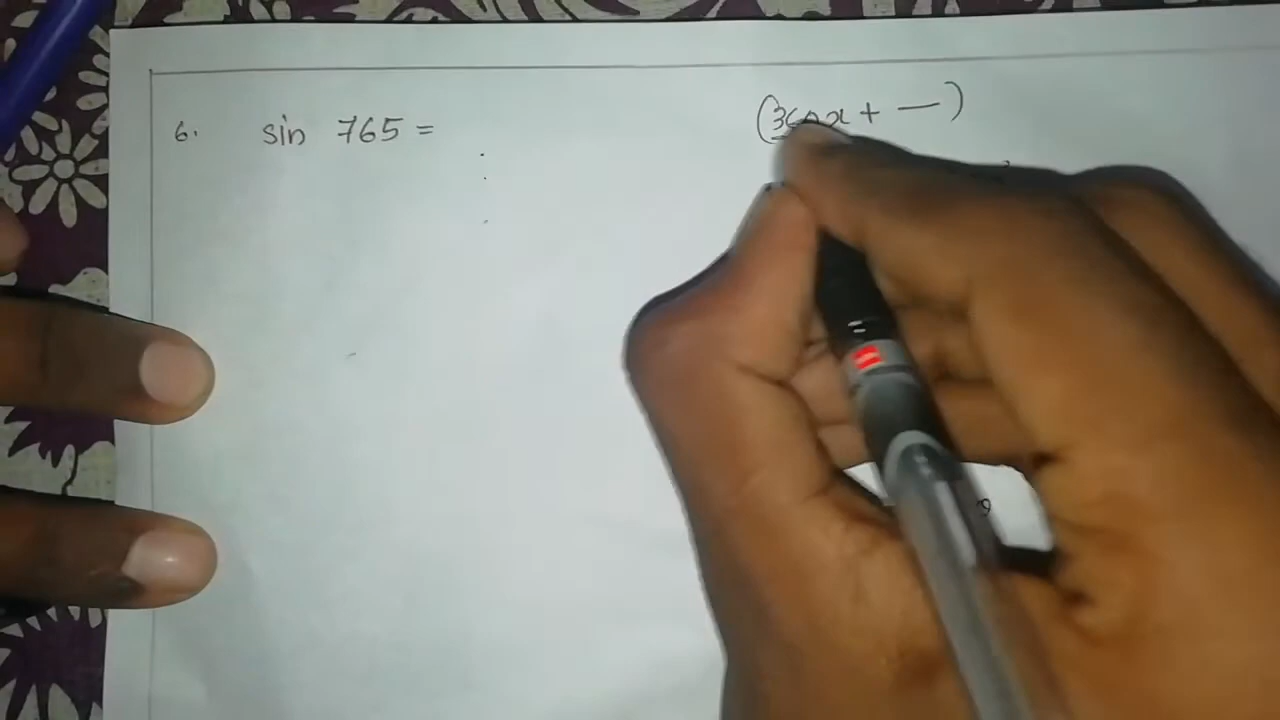 6. sin 765 =
(360x + — )